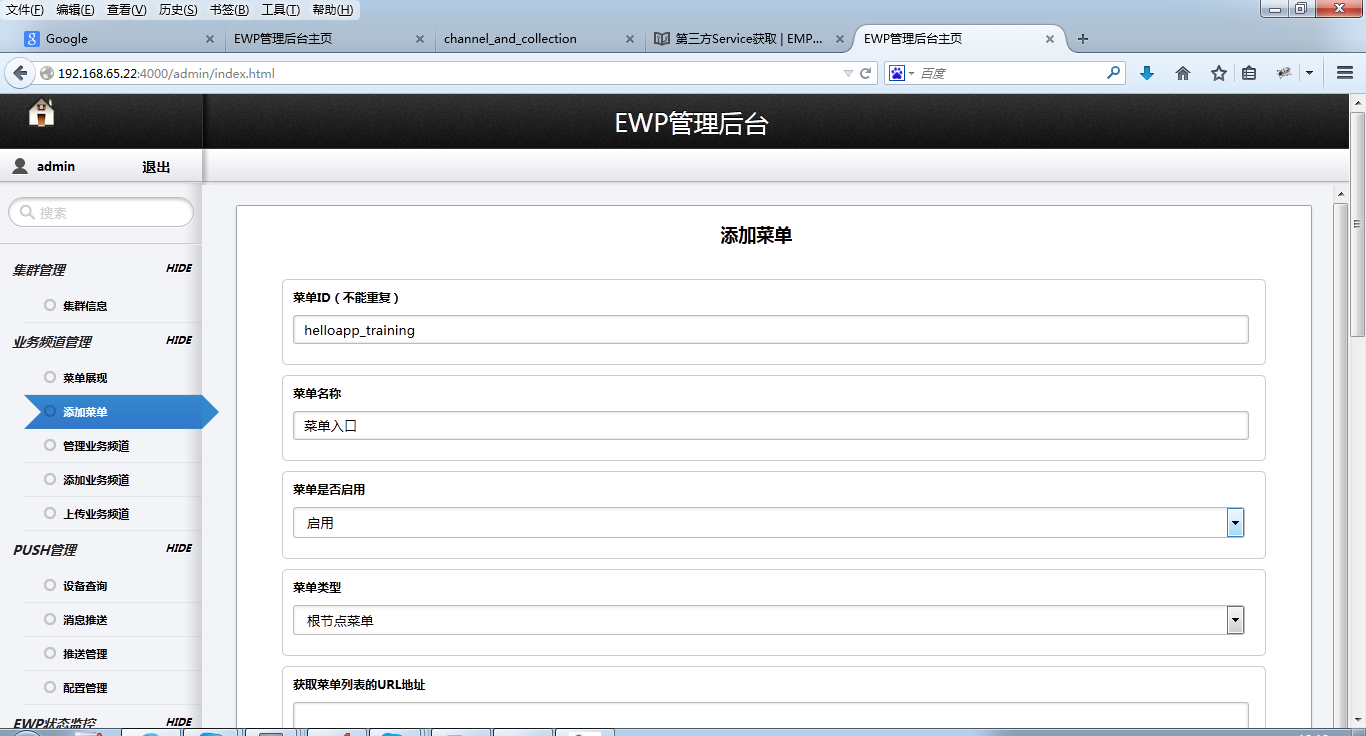 文件(F) 编辑(E) 查看(V) 历史(S) 书签(B) 工具(T) 帮助(H)
Google EWP管理后台主页 channel_and_collection 第三方Service获取 | EMP... EWP管理后台主页
192.168.65.22:4000/admin/index.html 百度
EWP管理后台
admin 退出
搜索
集群管理 HIDE
集群信息
业务频道管理 HIDE
菜单展现
添加菜单
管理业务频道
添加业务频道
上传业务频道
PUSH管理 HIDE
设备查询
消息推送
推送管理
配置管理
EWP状态监控 HIDE
添加菜单
菜单ID（不能重复）
helloapp_training
菜单名称
菜单入口
菜单是否启用
启用
菜单类型
根节点菜单
获取菜单列表的URL地址